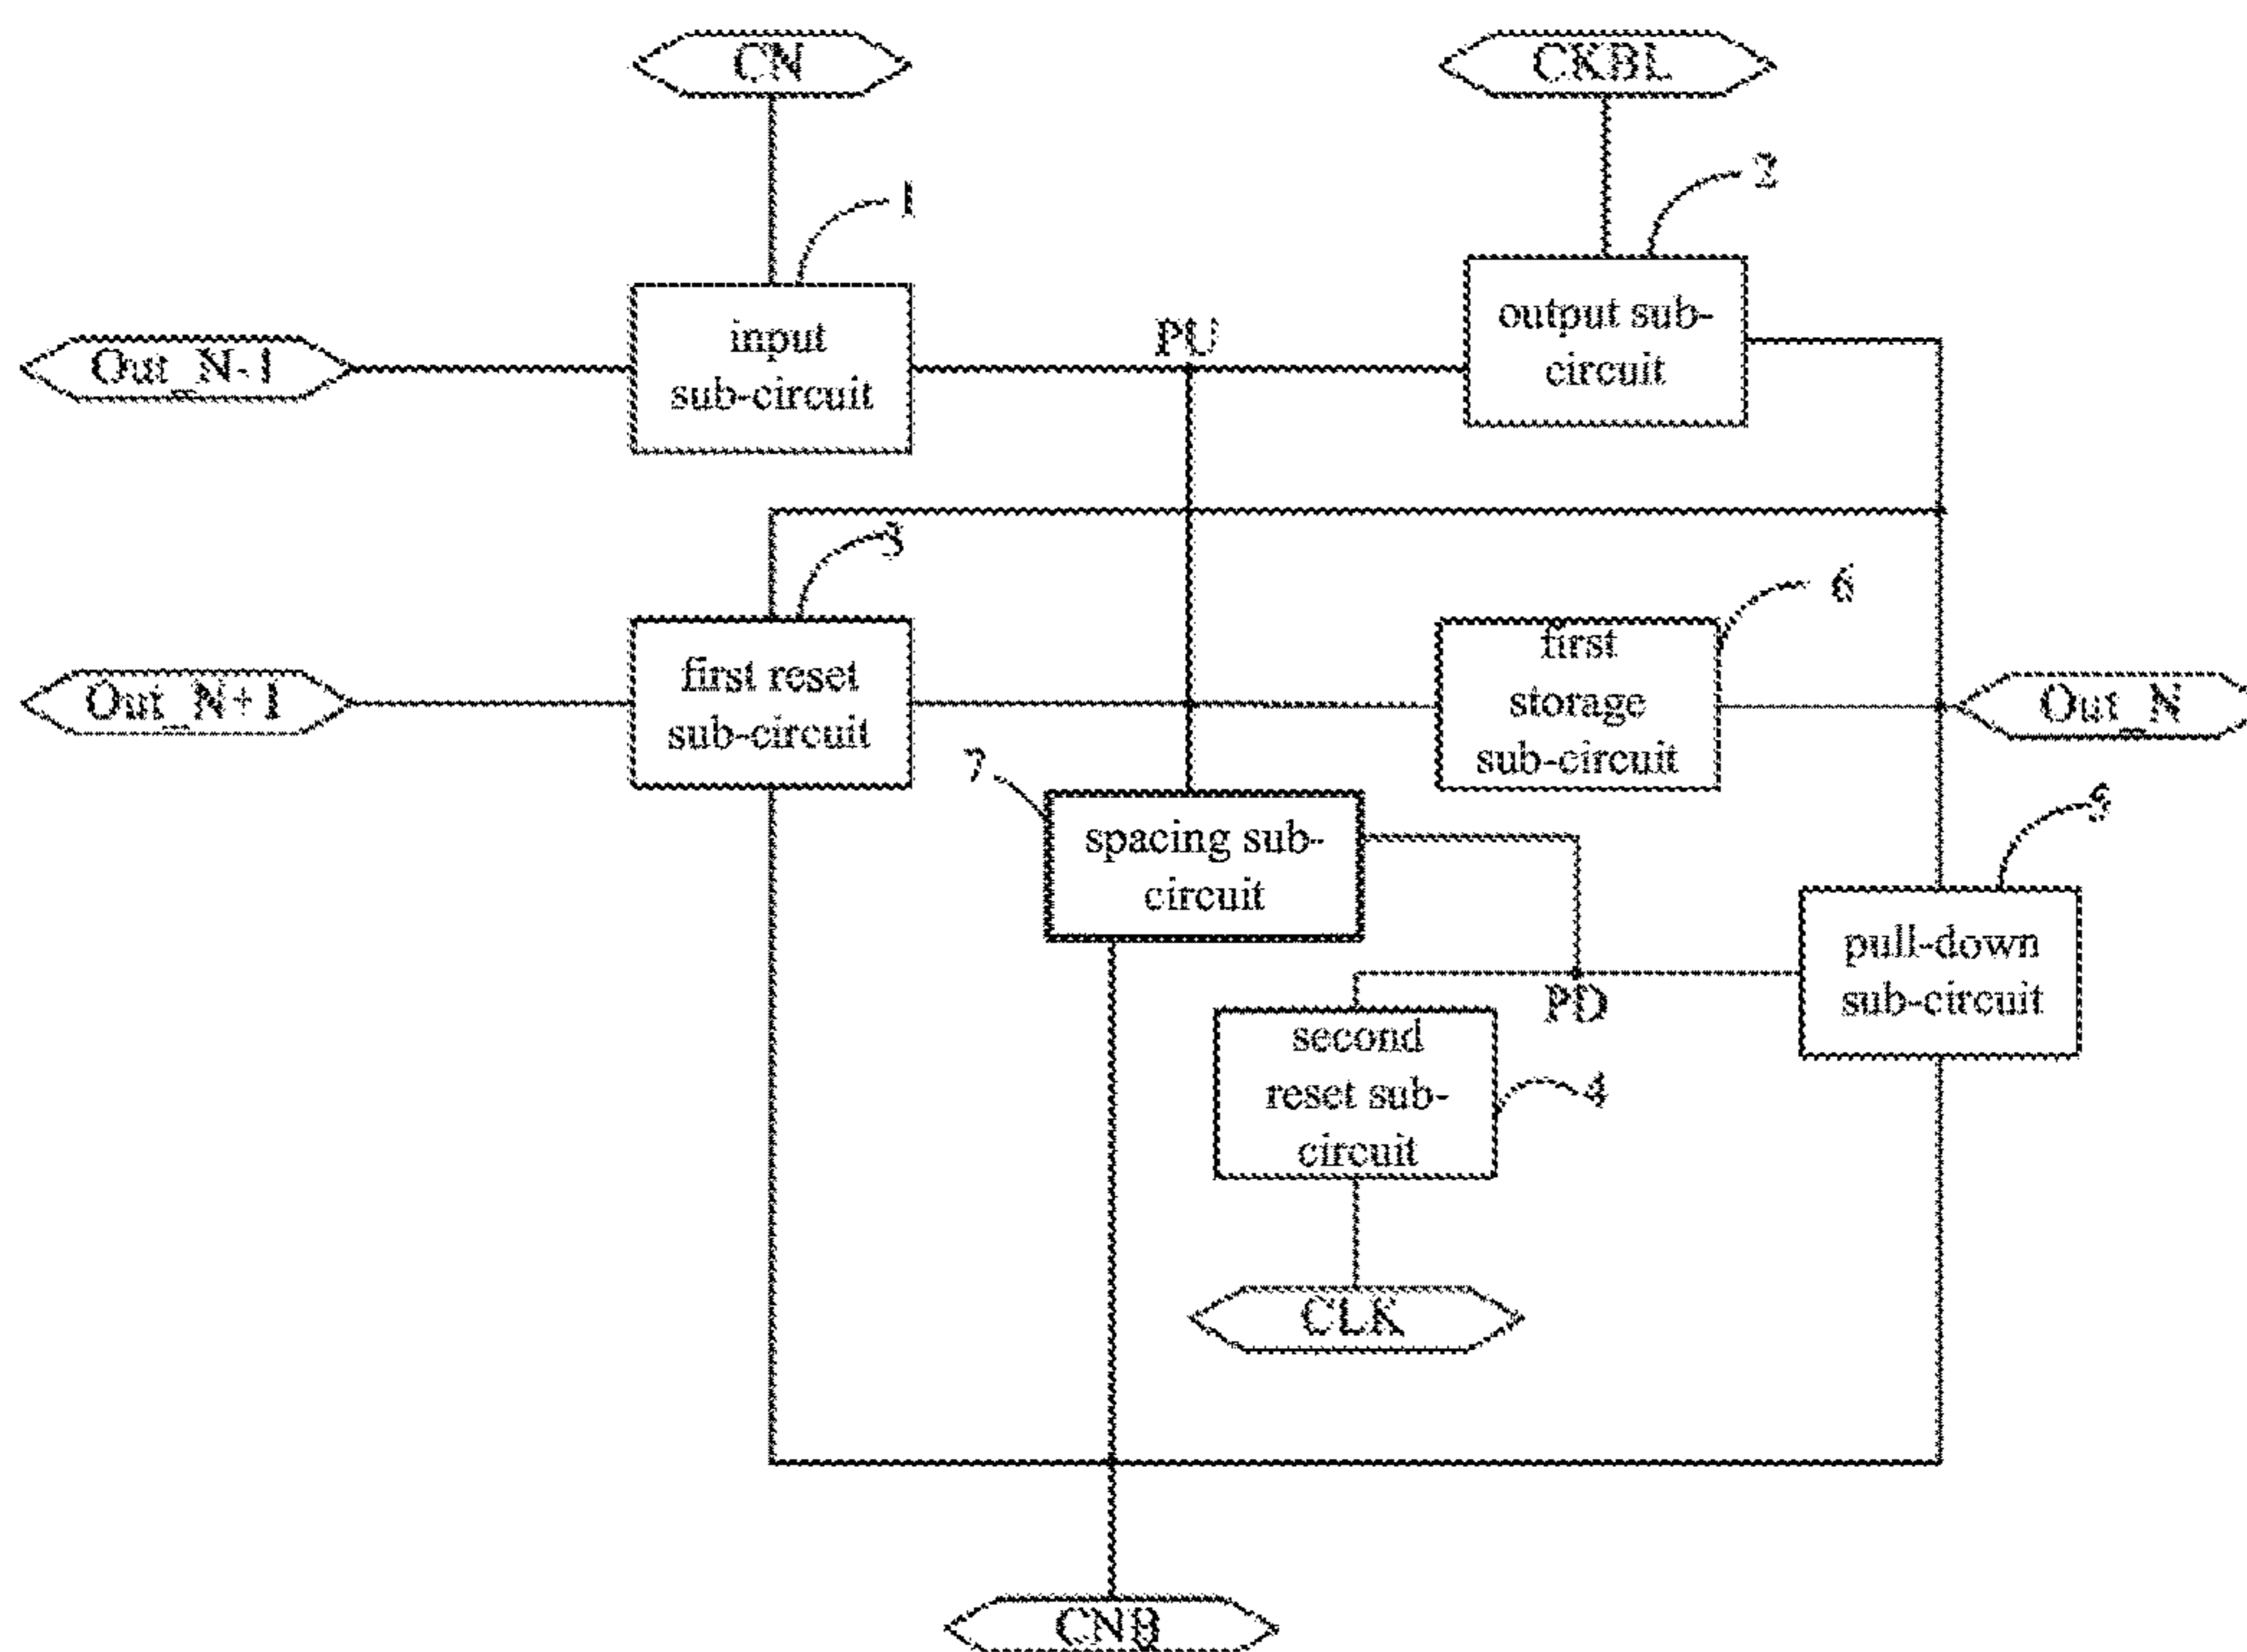 CN
CKBL
2
1
input
sub-circuit
PU
output sub-
circuit
Out_N-1
3
6
first reset
sub-circuit
first
storage
sub-circuit
Out_N+1
Out_N
7
spacing sub-
circuit
5
pull-down
sub-circuit
PD
second
reset sub-
circuit
4
CLK
CNB